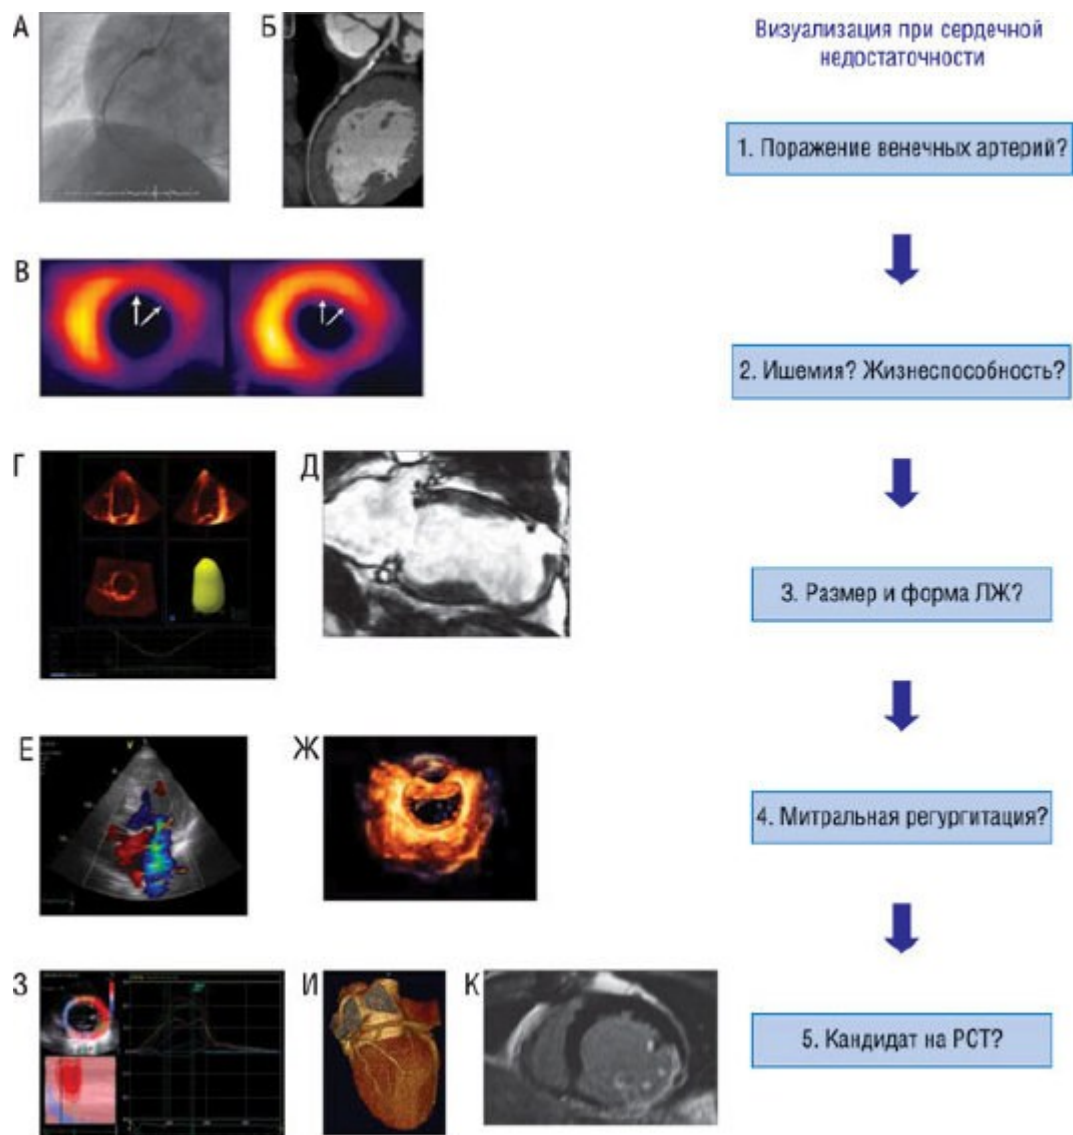 А
Б
Визуализация при сердечной
недостаточности
1. Поражение венечных артерий?
В
2. Ишемия? Жизнеспособность?
Г
Д
3. Размер и форма ЛЖ?
Е
Ж
4. Митральная регургитация?
З
И
К
5. Кандидат на РСТ?